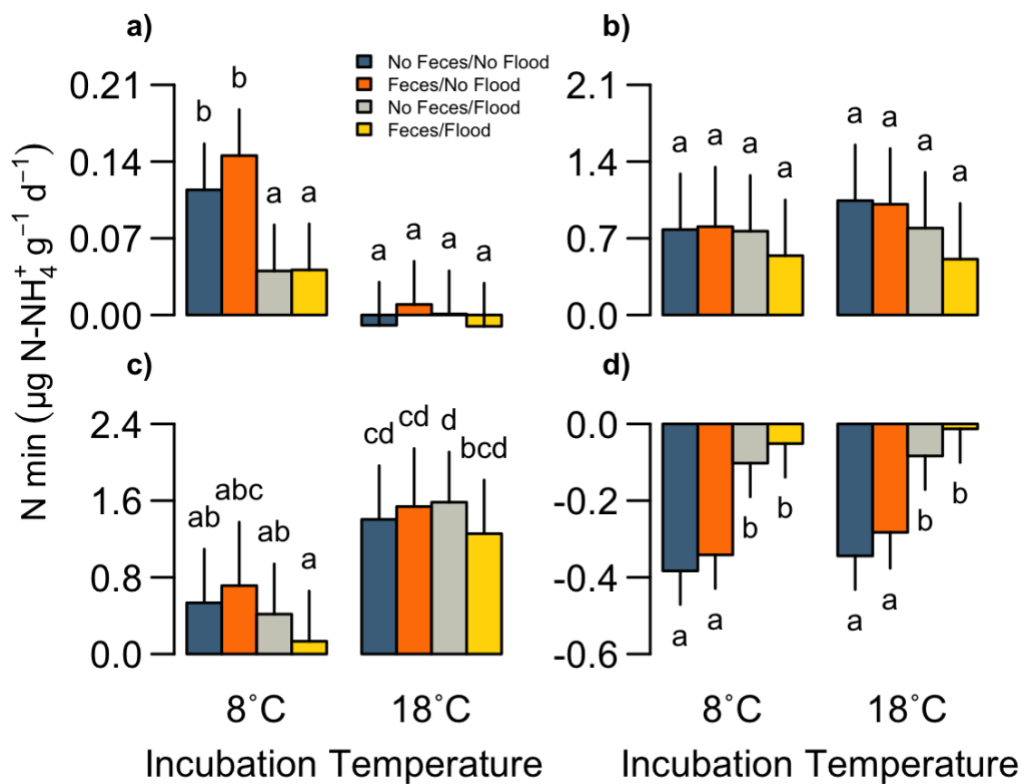 a)
No Feces/No Flood
Feces/No Flood
No Feces/Flood
Feces/Flood
0.21
0.14
0.07
0.00
b b a a
a a a a
b)
2.1
1.4
0.7
0.0
a a a a
a a a a
N min (µg N-NH₄⁺ g⁻¹ d⁻¹)
c)
2.4
1.6
0.8
0.0
ab abc ab a
cd cd d bcd
8°C 18°C
d)
0.0
-0.2
-0.4
-0.6
a a b b
a a b b
8°C 18°C
Incubation Temperature
Incubation Temperature